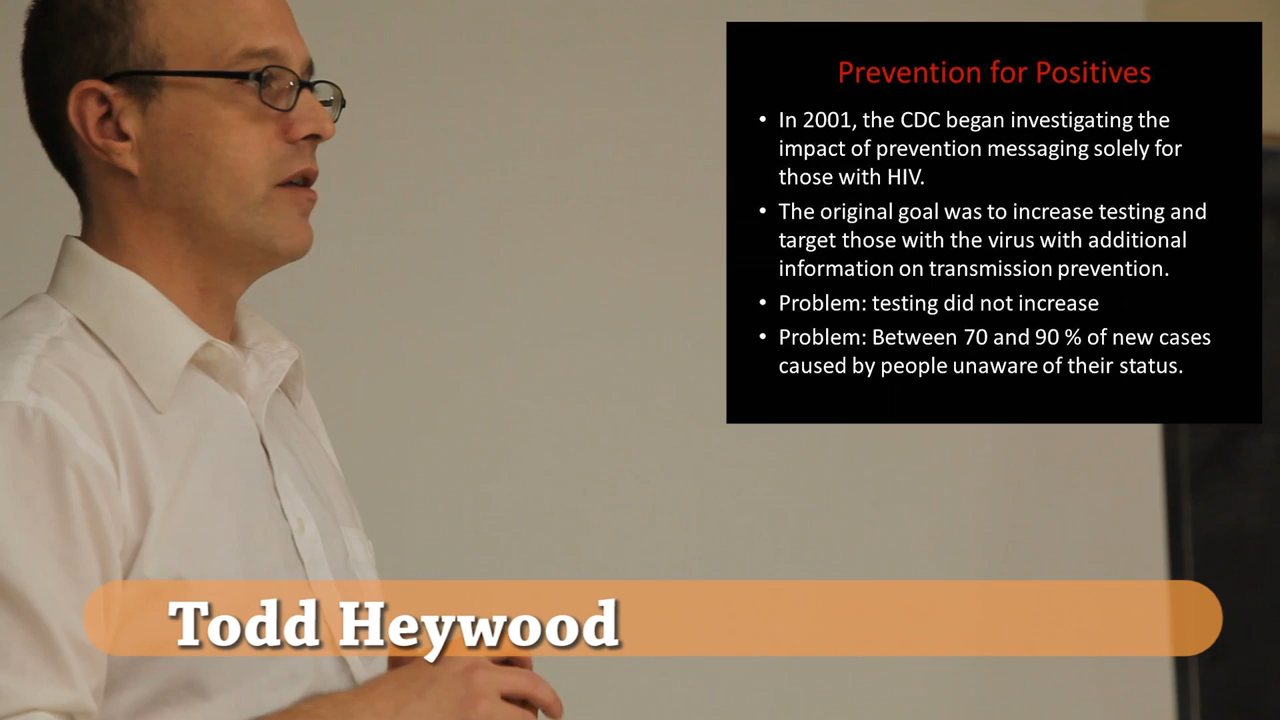 Prevention for Positives
• In 2001, the CDC began investigating the
impact of prevention messaging solely for
those with HIV.
• The original goal was to increase testing and
target those with the virus with additional
information on transmission prevention.
• Problem: testing did not increase
• Problem: Between 70 and 90 % of new cases
caused by people unaware of their status.
Todd Heywood